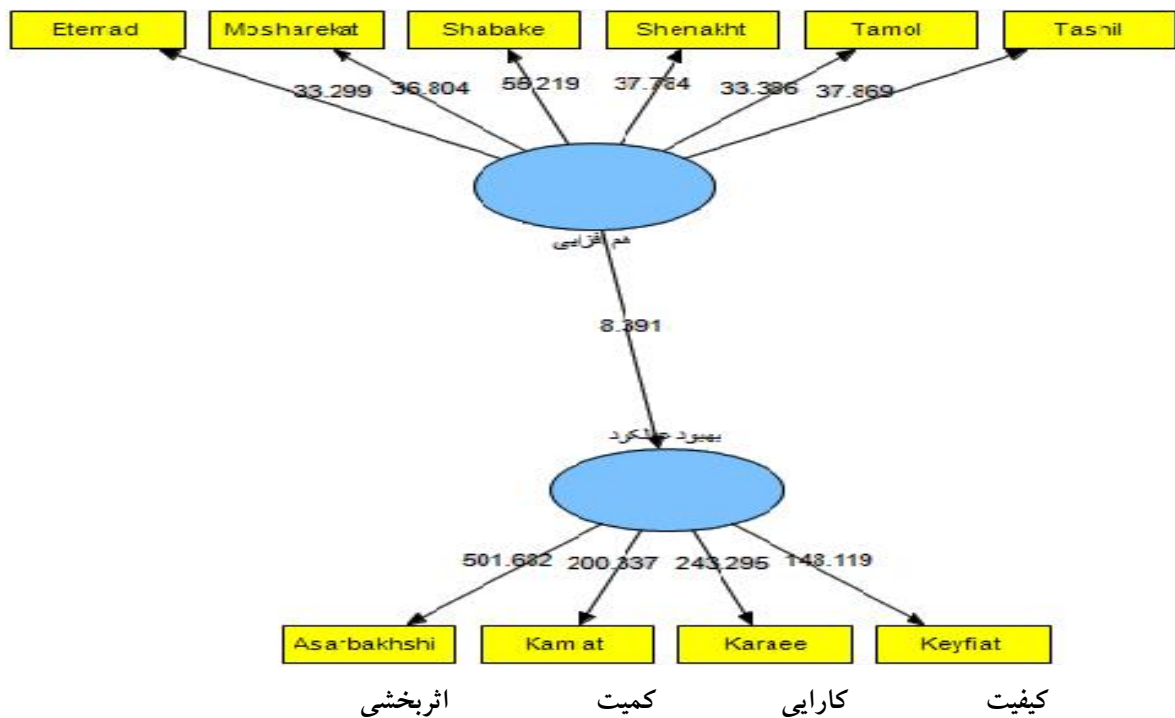 Etemad Mosharekat Shabake Shenakht Tamol Tashil
33.299 36.804 55.219 37.784 33.386 37.869
هم افزایی
8.391
بهبود عملکرد
501.682 200.337 243.295 148.119
Asarbakhshi Kamiat Karaee Keyfiat
اثربخشی کمیت کارایی کیفیت